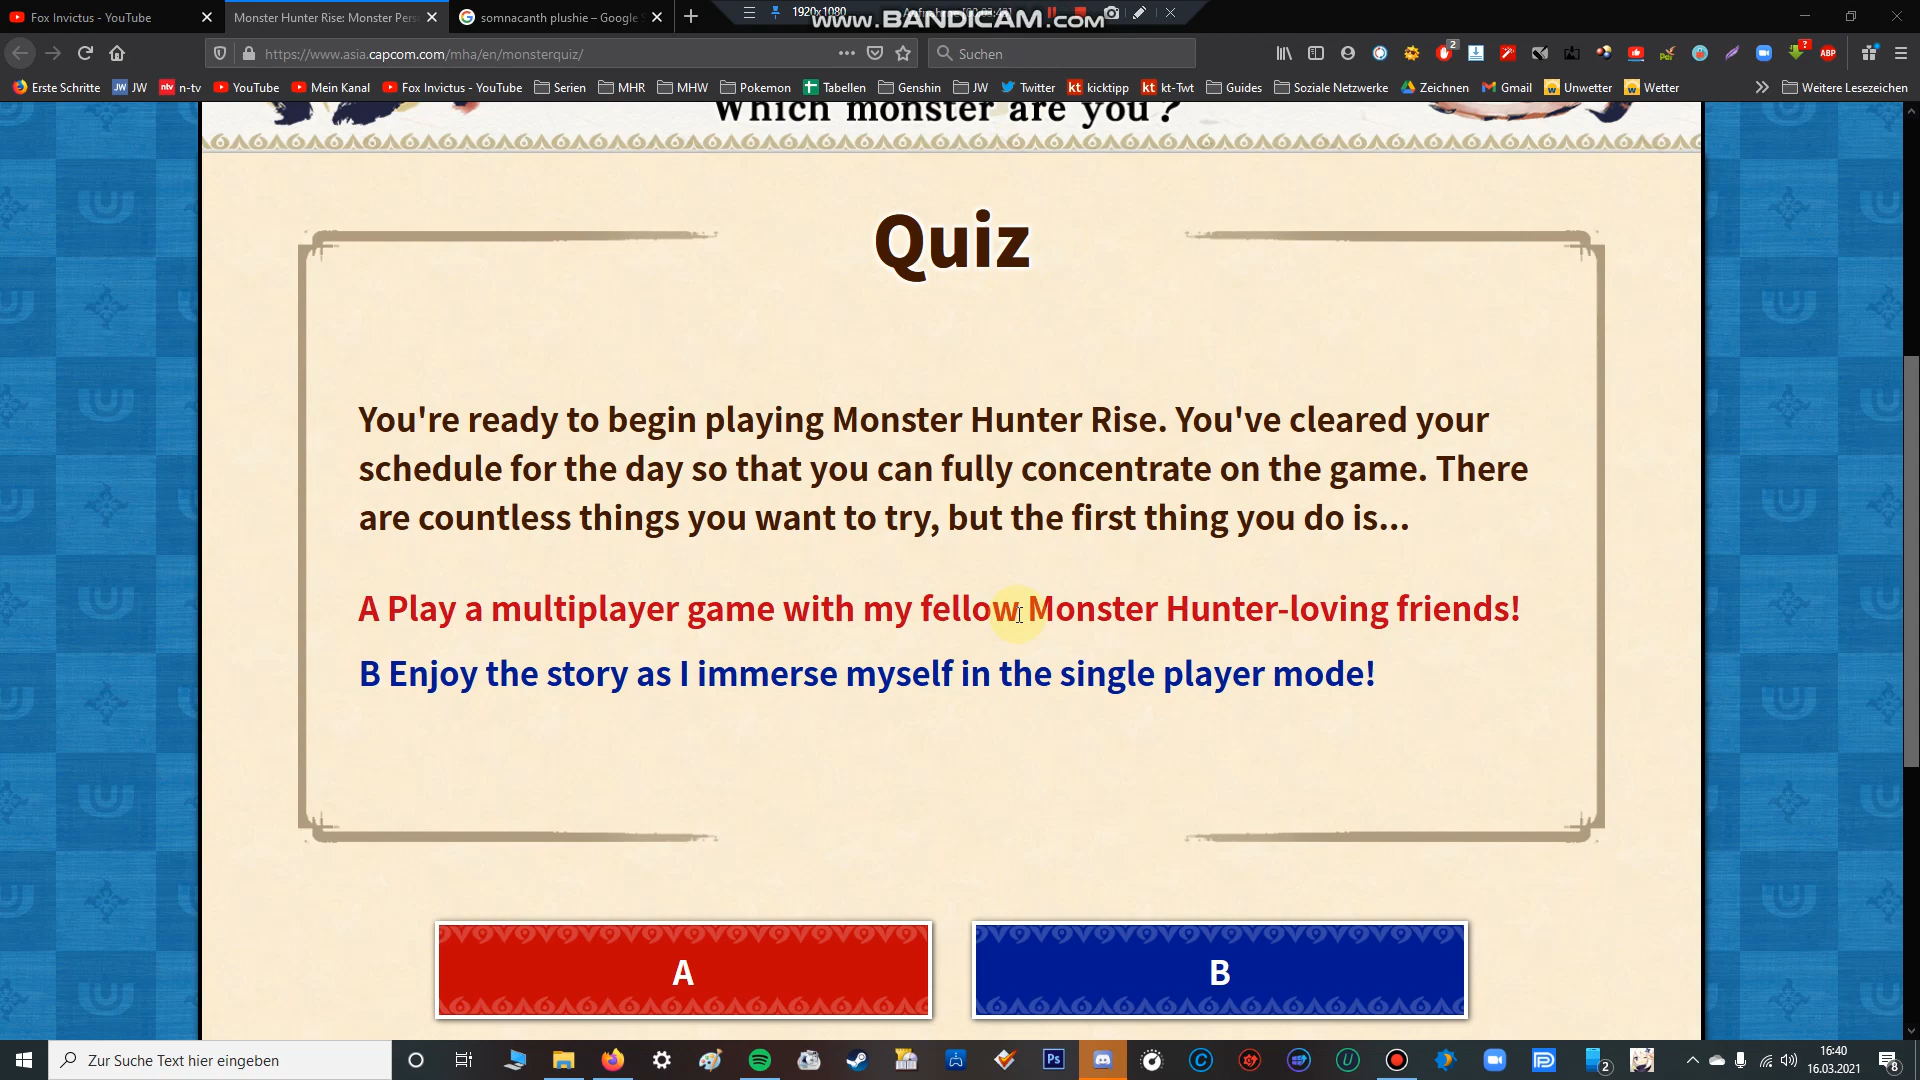 Fox Invictus - YouTube
Monster Hunter Rise: Monster Pers
somnacanth plushie – Google
1920x1080
www.BANDICAM.com
https://www.asia.capcom.com/mha/en/monsterquiz/
Suchen
2
?
ABP
Erste Schritte
JW
n-tv
YouTube
Mein Kanal
Fox Invictus - YouTube
Serien
MHR
MHW
Pokemon
Tabellen
Genshin
JW
Twitter
kicktipp
kt-Twt
Guides
Soziale Netzwerke
Zeichnen
Gmail
Unwetter
Wetter
Weitere Lesezeichen
Which monster are you?
Quiz
You're ready to begin playing Monster Hunter Rise. You've cleared your
schedule for the day so that you can fully concentrate on the game. There
are countless things you want to try, but the first thing you do is...
A Play a multiplayer game with my fellow Monster Hunter-loving friends!
B Enjoy the story as I immerse myself in the single player mode!
A
B
Zur Suche Text hier eingeben
Ps
2
16:40
16.03.2021
8